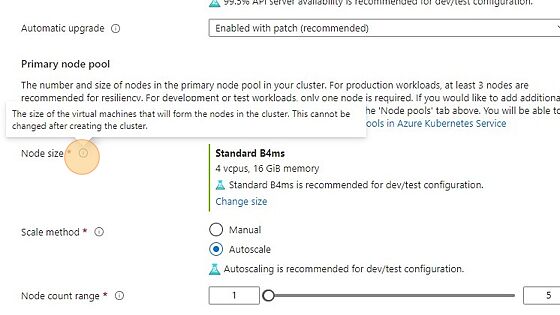 99.5% API server availability is recommended for dev/test configuration.
Automatic upgrade
Enabled with patch (recommended)
Primary node pool
The number and size of nodes in the primary node pool in your cluster. For production workloads, at least 3 nodes are
recommended for resiliency. For development or test workloads, only one node is required. If you would like to add additiona
The size of the virtual machines that will form the nodes in the cluster. This cannot be
changed after creating the cluster.
he 'Node pools' tab above. You will be able to
ools in Azure Kubernetes Service
Node size *
Standard B4ms
4 vcpus, 16 GiB memory
Standard B4ms is recommended for dev/test configuration.
Change size
Scale method *
Manual
Autoscale
Autoscaling is recommended for dev/test configuration.
Node count range *
1
5